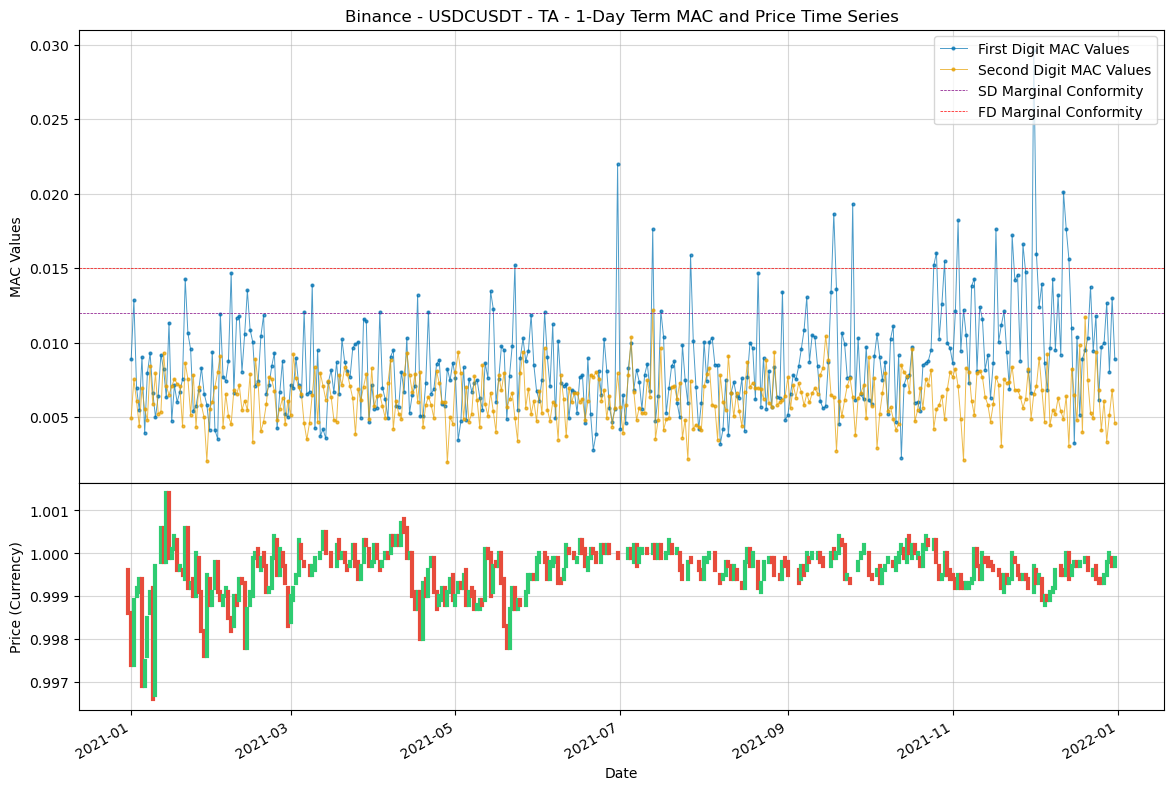 Binance - USDCUSDT - TA - 1-Day Term MAC and Price Time Series
First Digit MAC Values
Second Digit MAC Values
SD Marginal Conformity
FD Marginal Conformity
MAC Values
0.030
0.025
0.020
0.015
0.010
0.005
Price (Currency)
1.001
1.000
0.999
0.998
0.997
2021-01
2021-03
2021-05
2021-07
2021-09
2021-11
2022-01
Date